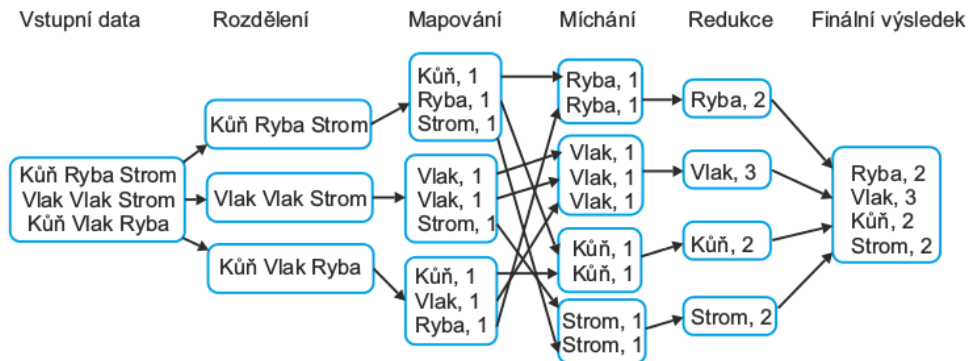 Vstupní data
Rozdělení
Mapování
Míchání
Redukce
Finální výsledek
Kůň Ryba Strom
Vlak Vlak Strom
Kůň Vlak Ryba
Kůň Ryba Strom
Vlak Vlak Strom
Kůň Vlak Ryba
Kůň, 1
Ryba, 1
Strom, 1
Vlak, 1
Vlak, 1
Strom, 1
Kůň, 1
Vlak, 1
Ryba, 1
Ryba, 1
Ryba, 1
Vlak, 1
Vlak, 1
Vlak, 1
Kůň, 1
Kůň, 1
Strom, 1
Strom, 1
Ryba, 2
Vlak, 3
Kůň, 2
Strom, 2
Ryba, 2
Vlak, 3
Kůň, 2
Strom, 2